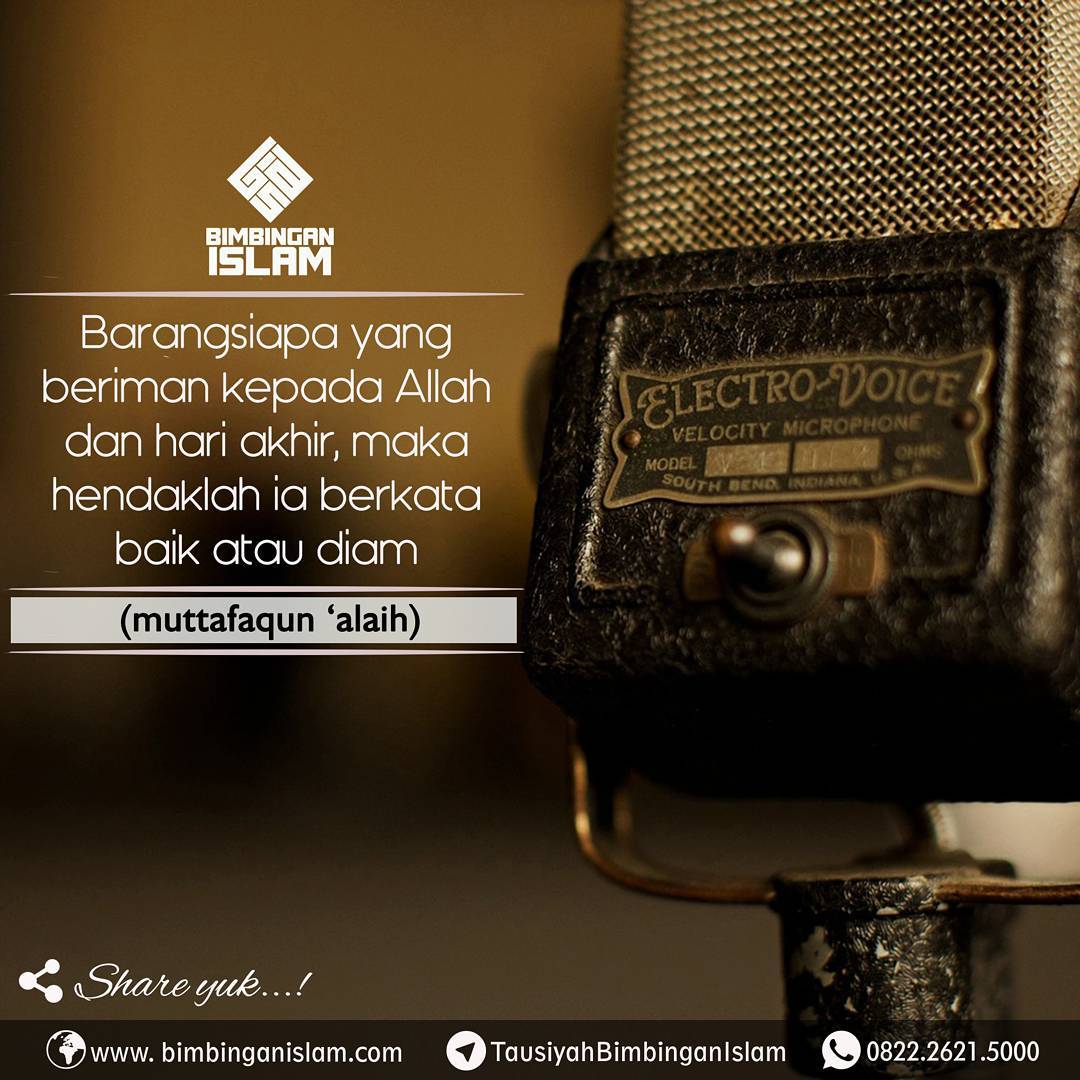 BIMBINGAN
ISLAM
Barangsiapa yang
beriman kepada Allah
dan hari akhir, maka
hendaklah ia berkata
baik atau diam
(muttafaqun ‘alaih)
ELECTRO-VOICE
VELOCITY MICROPHONE
MODEL OHMS
SOUTH BEND, INDIANA, U.S.A.
Share yuk...!
www. bimbinganislam.com
TausiyahBimbinganIslam
0822.2621.5000